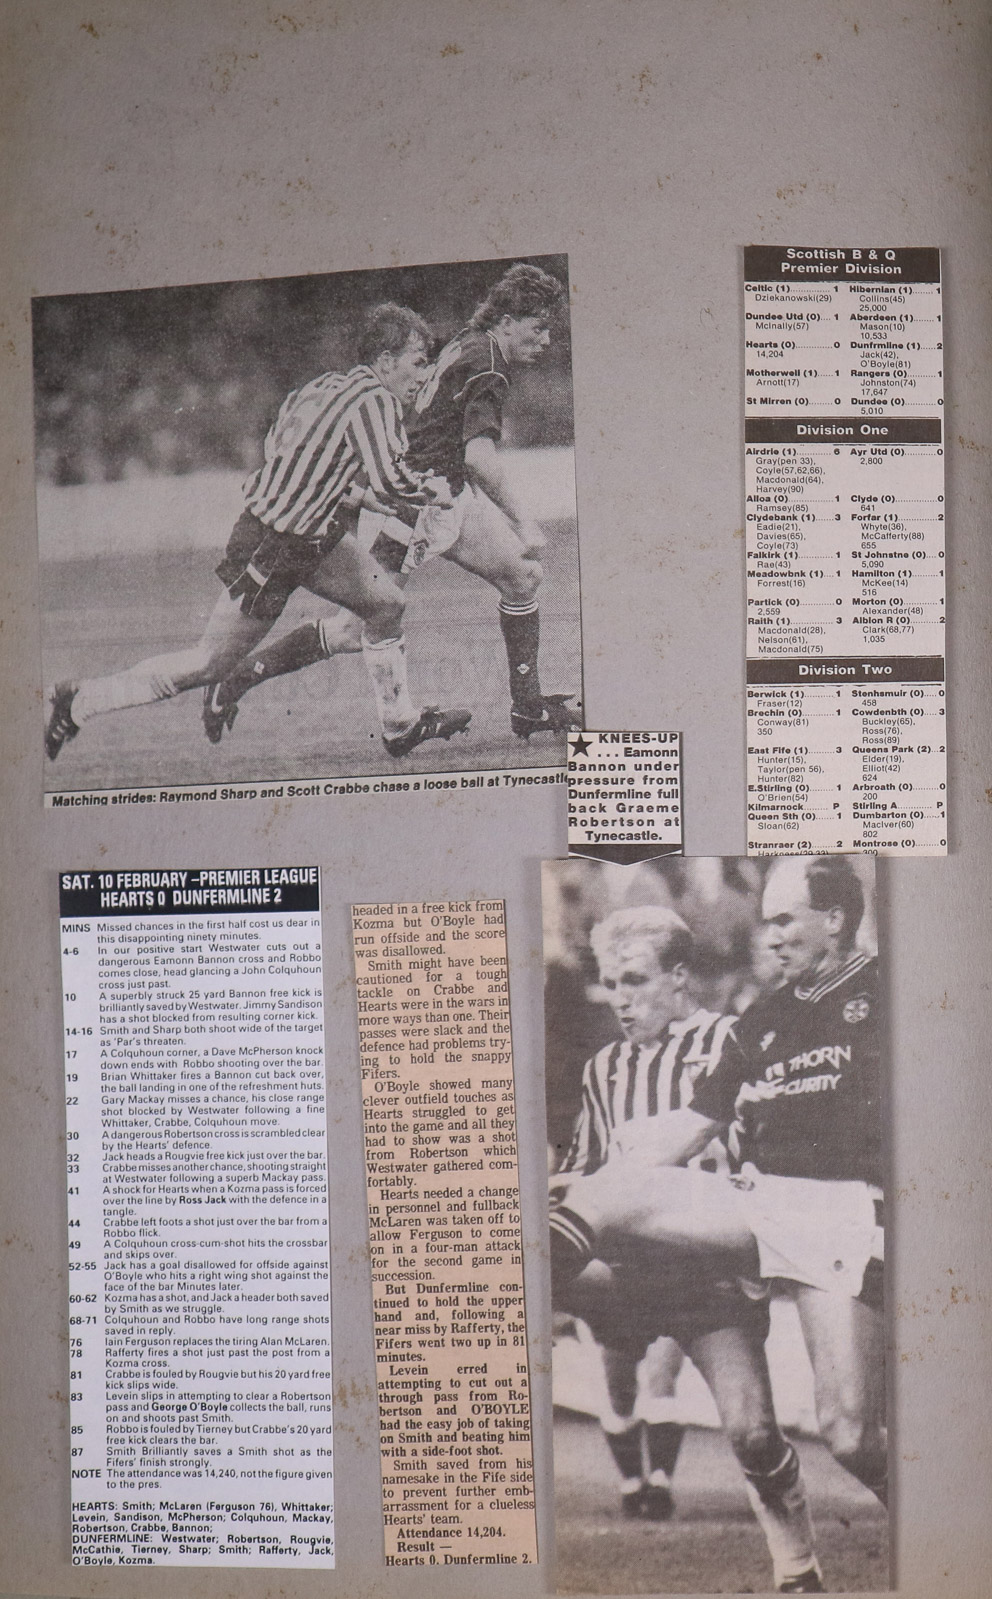 Matching strides: Raymond Sharp and Scott Crabbe chase a loose ball at Tynecastle
Scottish B & Q
Premier Division
Celtic (1)............. 1 Hibernian (1)....... 1
Dziekanowski(29) Collins(45)
25,000
Dundee Utd (0).... 1 Aberdeen (1)........ 1
McInally(57) Mason(10)
10,533
Hearts (0)............ 0 Dunfrmline (1)..... 2
14,204 Jack(42),
O'Boyle(81)
Motherwell (1)...... 1 Rangers (0).......... 1
Arnott(17) Johnston(74)
17,647
St Mirren (0)........ 0 Dundee (0)............ 0
5,010
Division One
Airdrie (1)............ 6 Ayr Utd (0)............ 0
Gray(pen 33), 2,800
Coyle(57,62,66),
Macdonald(64),
Harvey(90)
Alloa (0)............... 1 Clyde (0)............... 0
Ramsey(85) 641
Clydebank (1)....... 3 Forfar (1).............. 2
Eadie(21), Whyte(36),
Davies(65), McCafferty(88)
Coyle(73) 655
Falkirk (1)............ 1 St Johnstne (0)..... 0
Rae(43) 5,090
Meadowbnk (1).... 1 Hamilton (1).......... 1
Forrest(16) McKee(14)
516
Partick (0)............ 0 Morton (0)............. 1
2,559 Alexander(48)
Raith (1)............... 3 Albion R (0).......... 2
Macdonald(28), Clark(68,77)
Nelson(61), 1,035
Macdonald(75)
Division Two
Berwick (1).......... 1 Stenhsmuir (0)..... 0
Fraser(12) 458
Brechin (0)........... 1 Cowdenbth (0)...... 3
Conway(81) Buckley(65),
350 Ross(76),
Ross(89)
East Fife (1)......... 3 Queens Park (2)... 2
Hunter(15), Elder(19),
Taylor(pen 56), Elliot(42)
Hunter(82) 624
E.Stirling (0)........ 1 Arbroath (0).......... 0
O'Brien(54) 200
Kilmarnock P Stirling A............... P
Queen Sth (0)....... 1 Dumbarton (0)...... 1
Sloan(62) MacIver(60)
802
Stranraer (2)........ 2 Montrose (0)......... 0
★ KNEES-UP
. . . Eamonn
Bannon under
pressure from
Dunfermline full
back Graeme
Robertson at
Tynecastle.
SAT. 10 FEBRUARY –PREMIER LEAGUE
HEARTS 0 DUNFERMLINE 2
MINS Missed chances in the first half cost us dear in
this disappointing ninety minutes.
4-6 In our positive start Westwater cuts out a
dangerous Eamonn Bannon cross and Robbo
comes close, head glancing a John Colquhoun
cross just past.
10 A superbly struck 25 yard Bannon free kick is
brilliantly saved by Westwater. Jimmy Sandison
has a shot blocked from resulting corner kick.
14-16 Smith and Sharp both shoot wide of the target
as 'Par's threaten.
17 A Colquhoun corner, a Dave McPherson knock
down ends with Robbo shooting over the bar.
19 Brian Whittaker fires a Bannon cut back over,
the ball landing in one of the refreshment huts.
22 Gary Mackay misses a chance, his close range
shot blocked by Westwater following a fine
Whittaker, Crabbe, Colquhoun move.
30 A dangerous Robertson cross is scrambled clear
by the Hearts' defence.
32 Jack heads a Rougvie free kick just over the bar.
33 Crabbe misses another chance, shooting straight
at Westwater following a superb Mackay pass.
41 A shock for Hearts when a Kozma pass is forced
over the line by Ross Jack with the defence in a
tangle.
44 Crabbe left foots a shot just over the bar from a
Robbo flick.
49 A Colquhoun cross-cum-shot hits the crossbar
and skips over.
52-55 Jack has a goal disallowed for offside against
O'Boyle who hits a right wing shot against the
face of the bar Minutes later.
60-62 Kozma has a shot, and Jack a header both saved
by Smith as we struggle.
68-71 Colquhoun and Robbo have long range shots
saved in reply.
76 Iain Ferguson replaces the tiring Alan McLaren.
78 Rafferty fires a shot just past the post from a
Kozma cross.
81 Crabbe is fouled by Rougvie but his 20 yard free
kick slips wide.
83 Levein slips in attempting to clear a Robertson
pass and George O'Boyle collects the ball, runs
on and shoots past Smith.
85 Robbo is fouled by Tierney but Crabbe's 20 yard
free kick clears the bar.
87 Smith Brilliantly saves a Smith shot as the
Fifers' finish strongly.
NOTE The attendance was 14,240, not the figure given
to the pres.
HEARTS: Smith; McLaren (Ferguson 76), Whittaker;
Levein, Sandison, McPherson; Colquhoun, Mackay,
Robertson, Crabbe, Bannon;
DUNFERMLINE: Westwater; Robertson, Rougvie,
McCathie, Tierney, Sharp; Smith; Rafferty, Jack,
O'Boyle, Kozma.
headed in a free kick from
Kozma but O'Boyle had
run offside and the score
was disallowed.
Smith might have been
cautioned for a tough
tackle on Crabbe and
Hearts were in the wars in
more ways than one. Their
passes were slack and the
defence had problems try-
ing to hold the snappy
Fifers.
O'Boyle showed many
clever outfield touches as
Hearts struggled to get
into the game and all they
had to show was a shot
from Robertson which
Westwater gathered com-
fortably.
Hearts needed a change
in personnel and fullback
McLaren was taken off to
allow Ferguson to come
on in a four-man attack
for the second game in
succession.
But Dunfermline con-
tinued to hold the upper
hand and, following a
near miss by Rafferty, the
Fifers went two up in 81
minutes.
Levein erred in
attempting to cut out a
through pass from Ro-
bertson and O'BOYLE
had the easy job of taking
on Smith and beating him
with a side-foot shot.
Smith saved from his
namesake in the Fife side
to prevent further emb-
arrassment for a clueless
Hearts' team.
Attendance 14,204.
Result —
Hearts 0, Dunfermline 2.
THORN
SECURITY